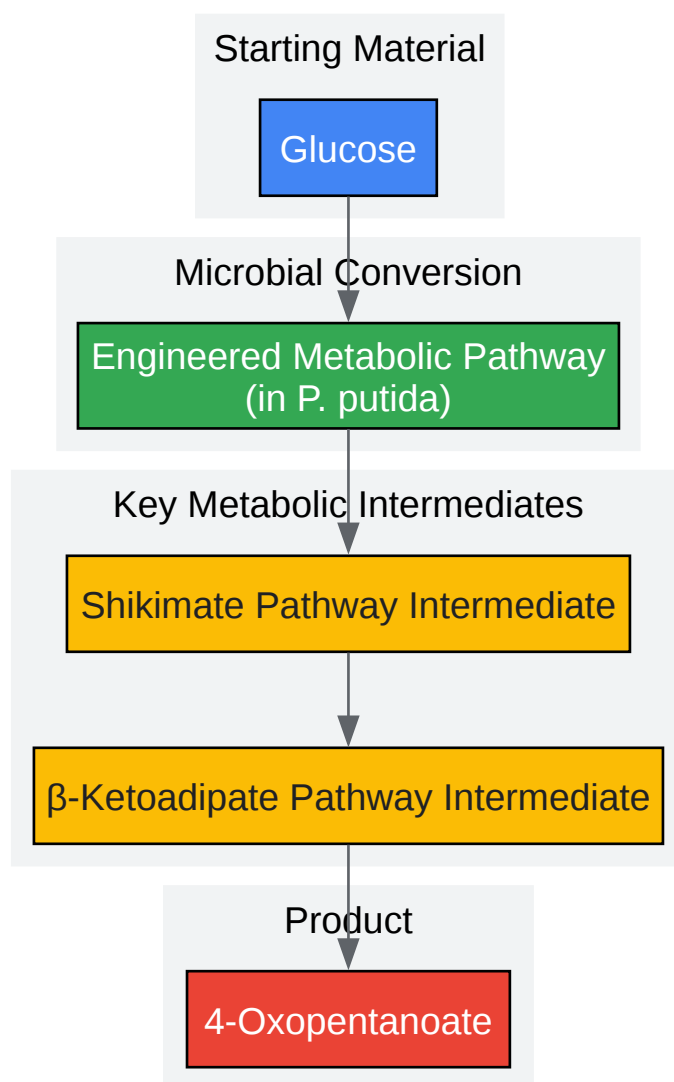 Starting Material
Glucose
Microbial Conversion
Engineered Metabolic Pathway
(in P. putida)
Key Metabolic Intermediates
Shikimate Pathway Intermediate
β-Ketoadipate Pathway Intermediate
Product
4-Oxopentanoate